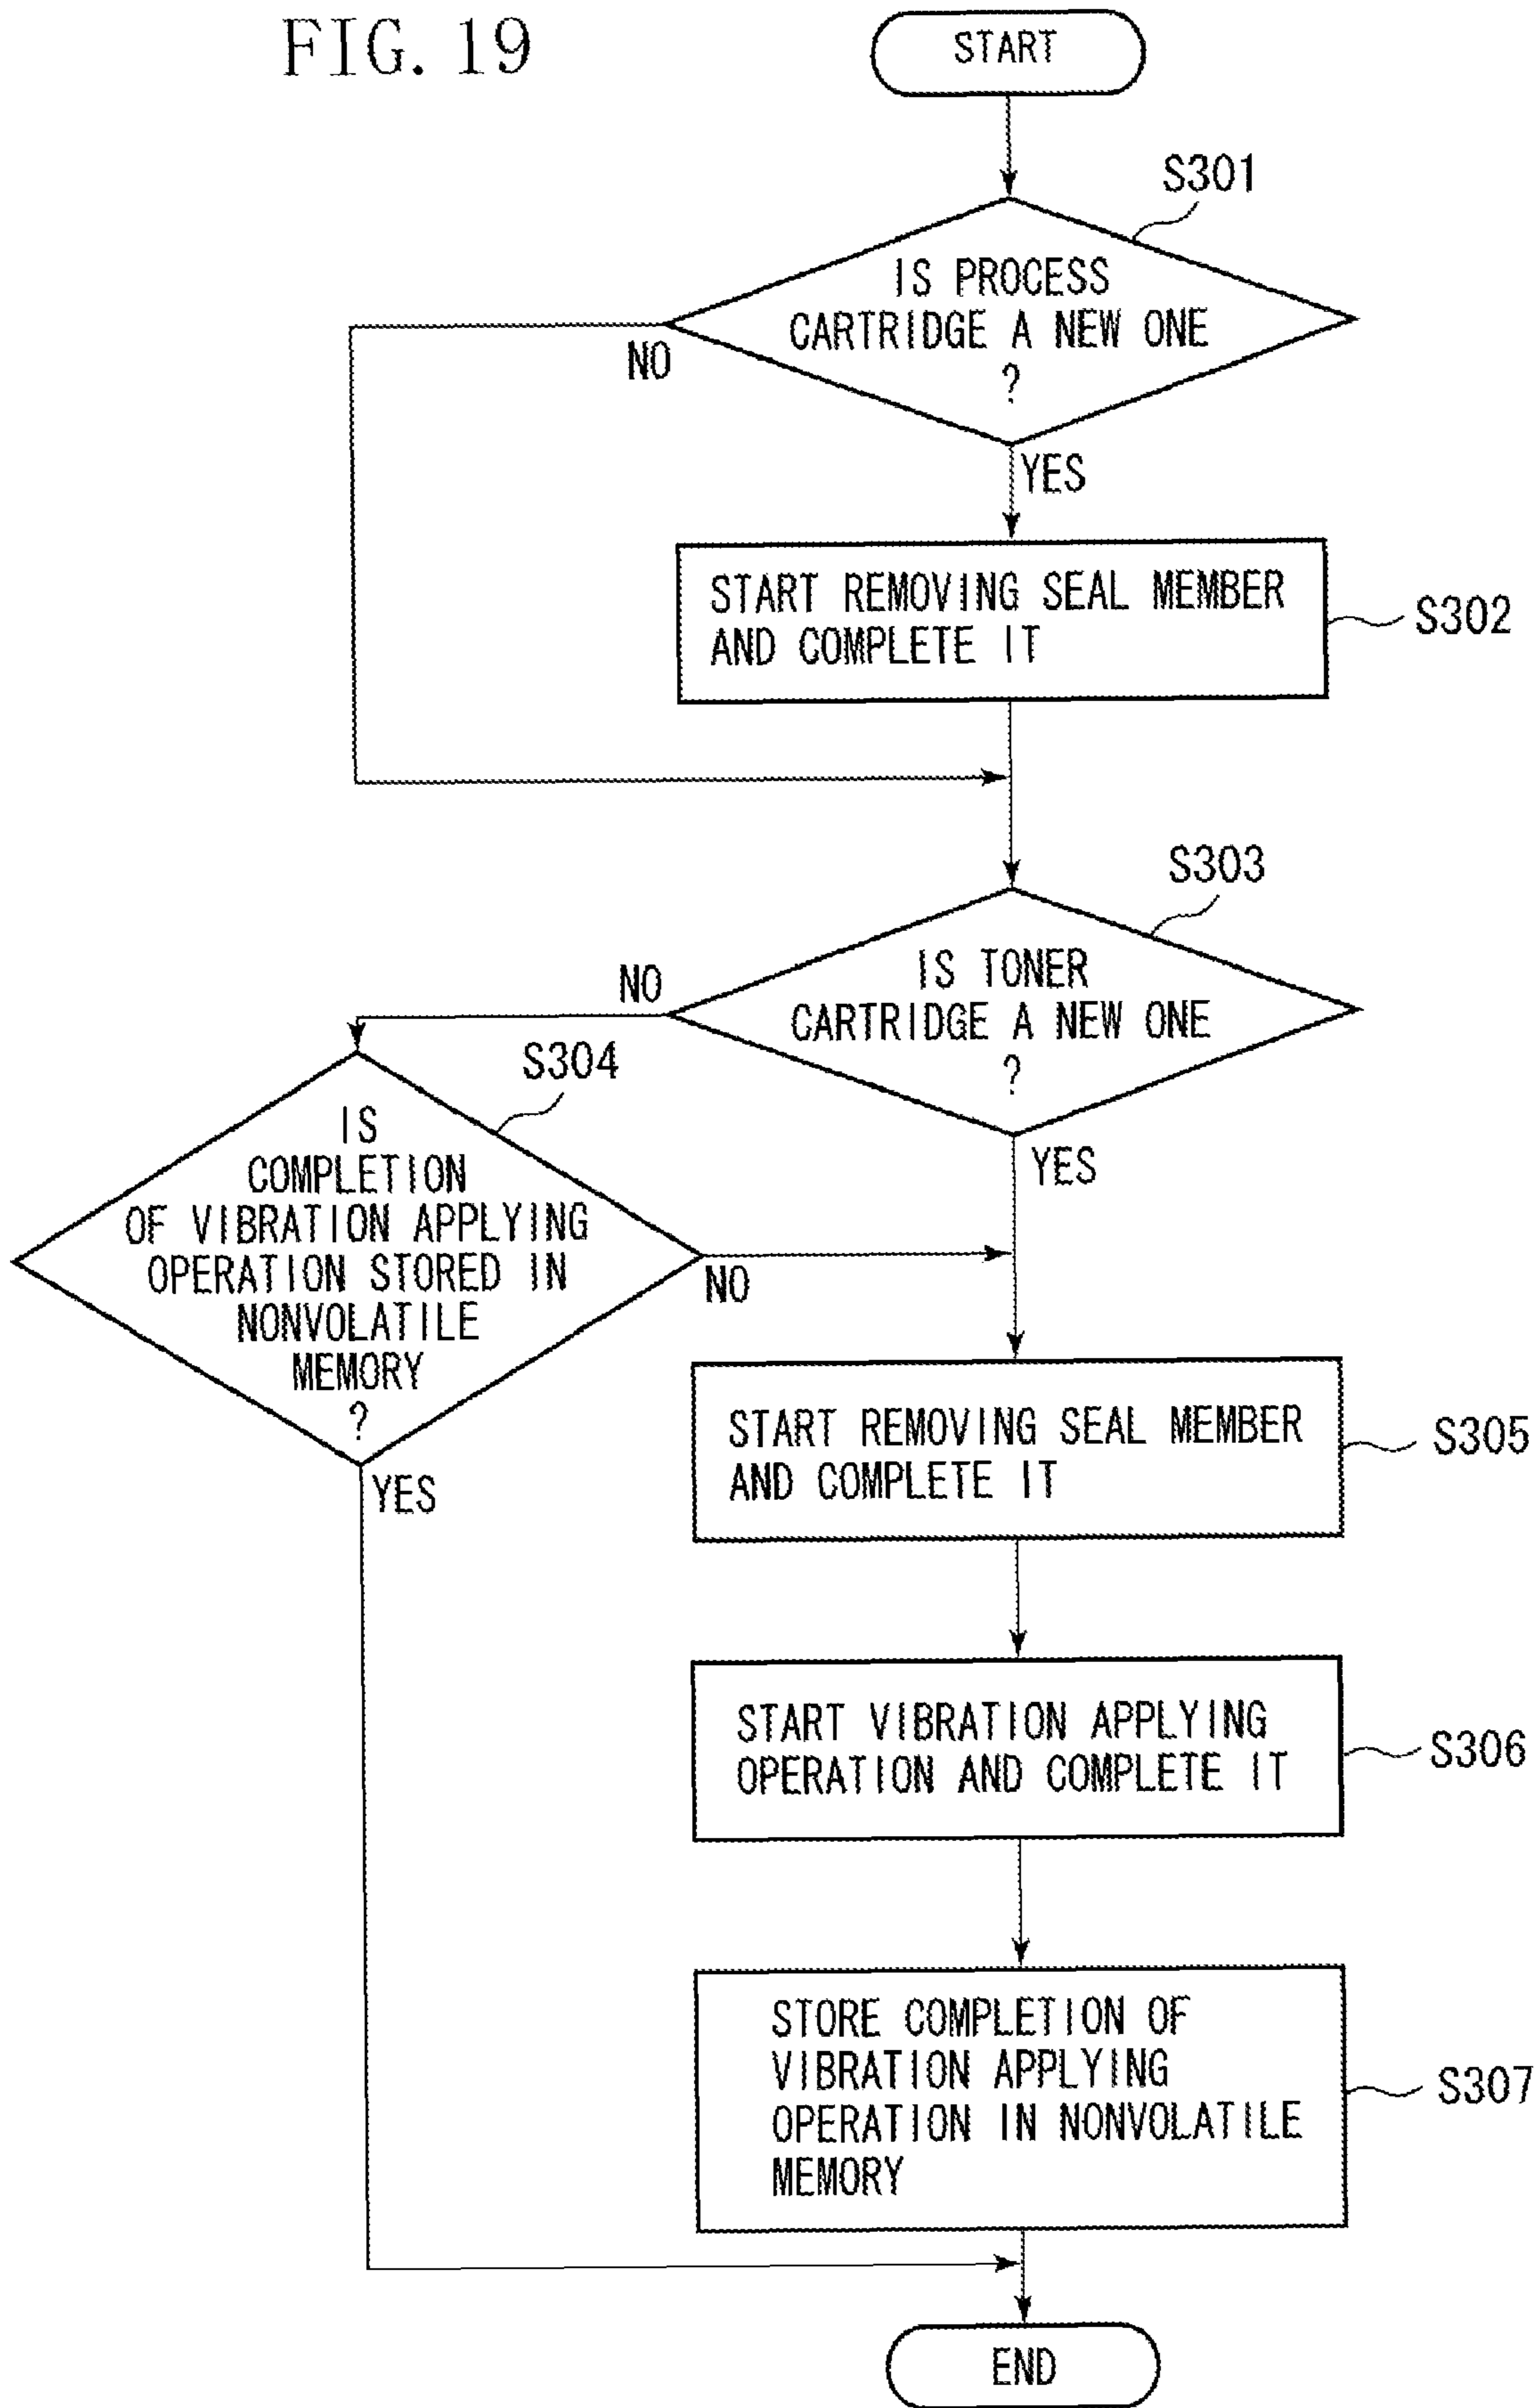 FIG. 19
START
S301
IS PROCESS
CARTRIDGE A NEW ONE
?
NO
YES
START REMOVING SEAL MEMBER
AND COMPLETE IT
S302
S303
IS TONER
CARTRIDGE A NEW ONE
?
NO
YES
S304
IS
COMPLETION
OF VIBRATION APPLYING
OPERATION STORED IN
NONVOLATILE
MEMORY
?
NO
YES
START REMOVING SEAL MEMBER
AND COMPLETE IT
S305
START VIBRATION APPLYING
OPERATION AND COMPLETE IT
S306
STORE COMPLETION OF
VIBRATION APPLYING
OPERATION IN NONVOLATILE
MEMORY
S307
END